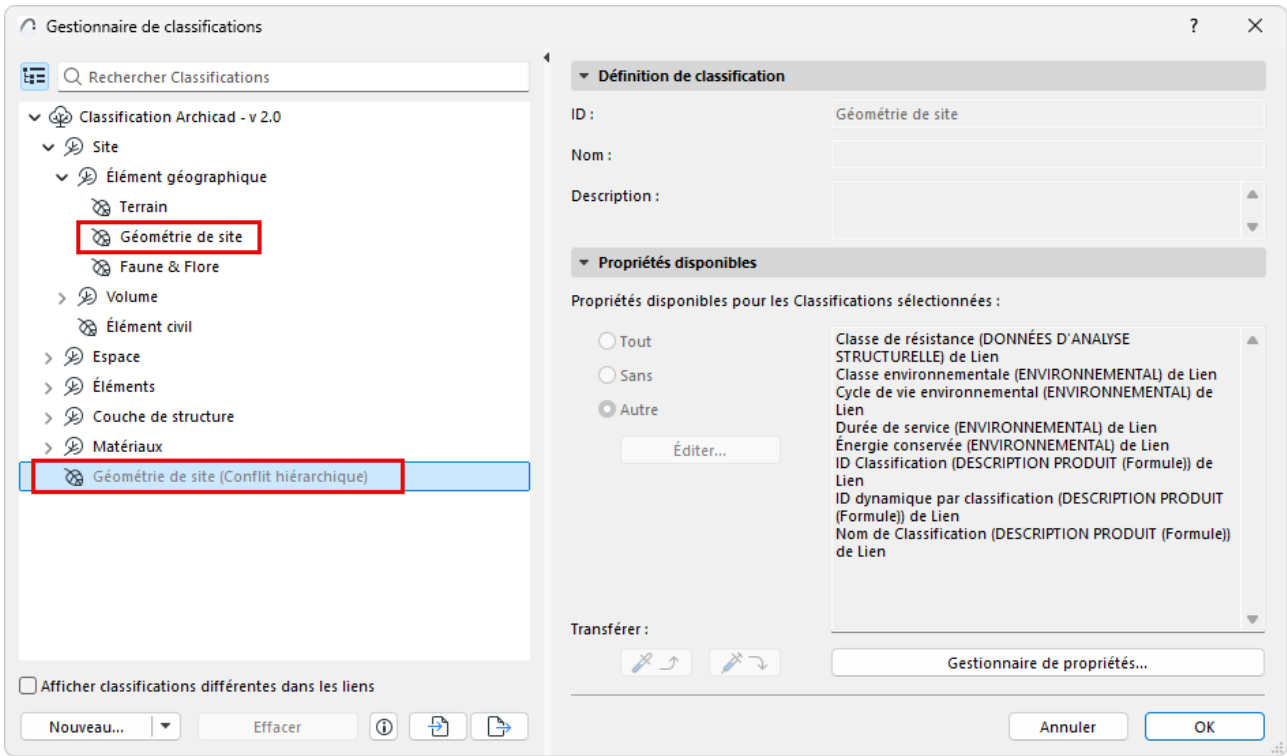 Gestionnaire de classifications
?
Rechercher Classifications
Classification Archicad - v 2.0
Site
Élément géographique
Terrain
Géométrie de site
Faune & Flore
Volume
Élément civil
Espace
Éléments
Couche de structure
Matériaux
Géométrie de site (Conflit hiérarchique)
Afficher classifications différentes dans les liens
Nouveau...
Effacer
Définition de classification
ID :
Géométrie de site
Nom :
Description :
Propriétés disponibles
Propriétés disponibles pour les Classifications sélectionnées :
Tout
Sans
Autre
Éditer...
Classe de résistance (DONNÉES D'ANALYSE
STRUCTURELLE) de Lien
Classe environnementale (ENVIRONNEMENTAL) de Lien
Cycle de vie environnemental (ENVIRONNEMENTAL) de
Lien
Durée de service (ENVIRONNEMENTAL) de Lien
Énergie conservée (ENVIRONNEMENTAL) de Lien
ID Classification (DESCRIPTION PRODUIT (Formule)) de
Lien
ID dynamique par classification (DESCRIPTION PRODUIT
(Formule)) de Lien
Nom de Classification (DESCRIPTION PRODUIT (Formule))
de Lien
Transférer :
Gestionnaire de propriétés...
Annuler
OK